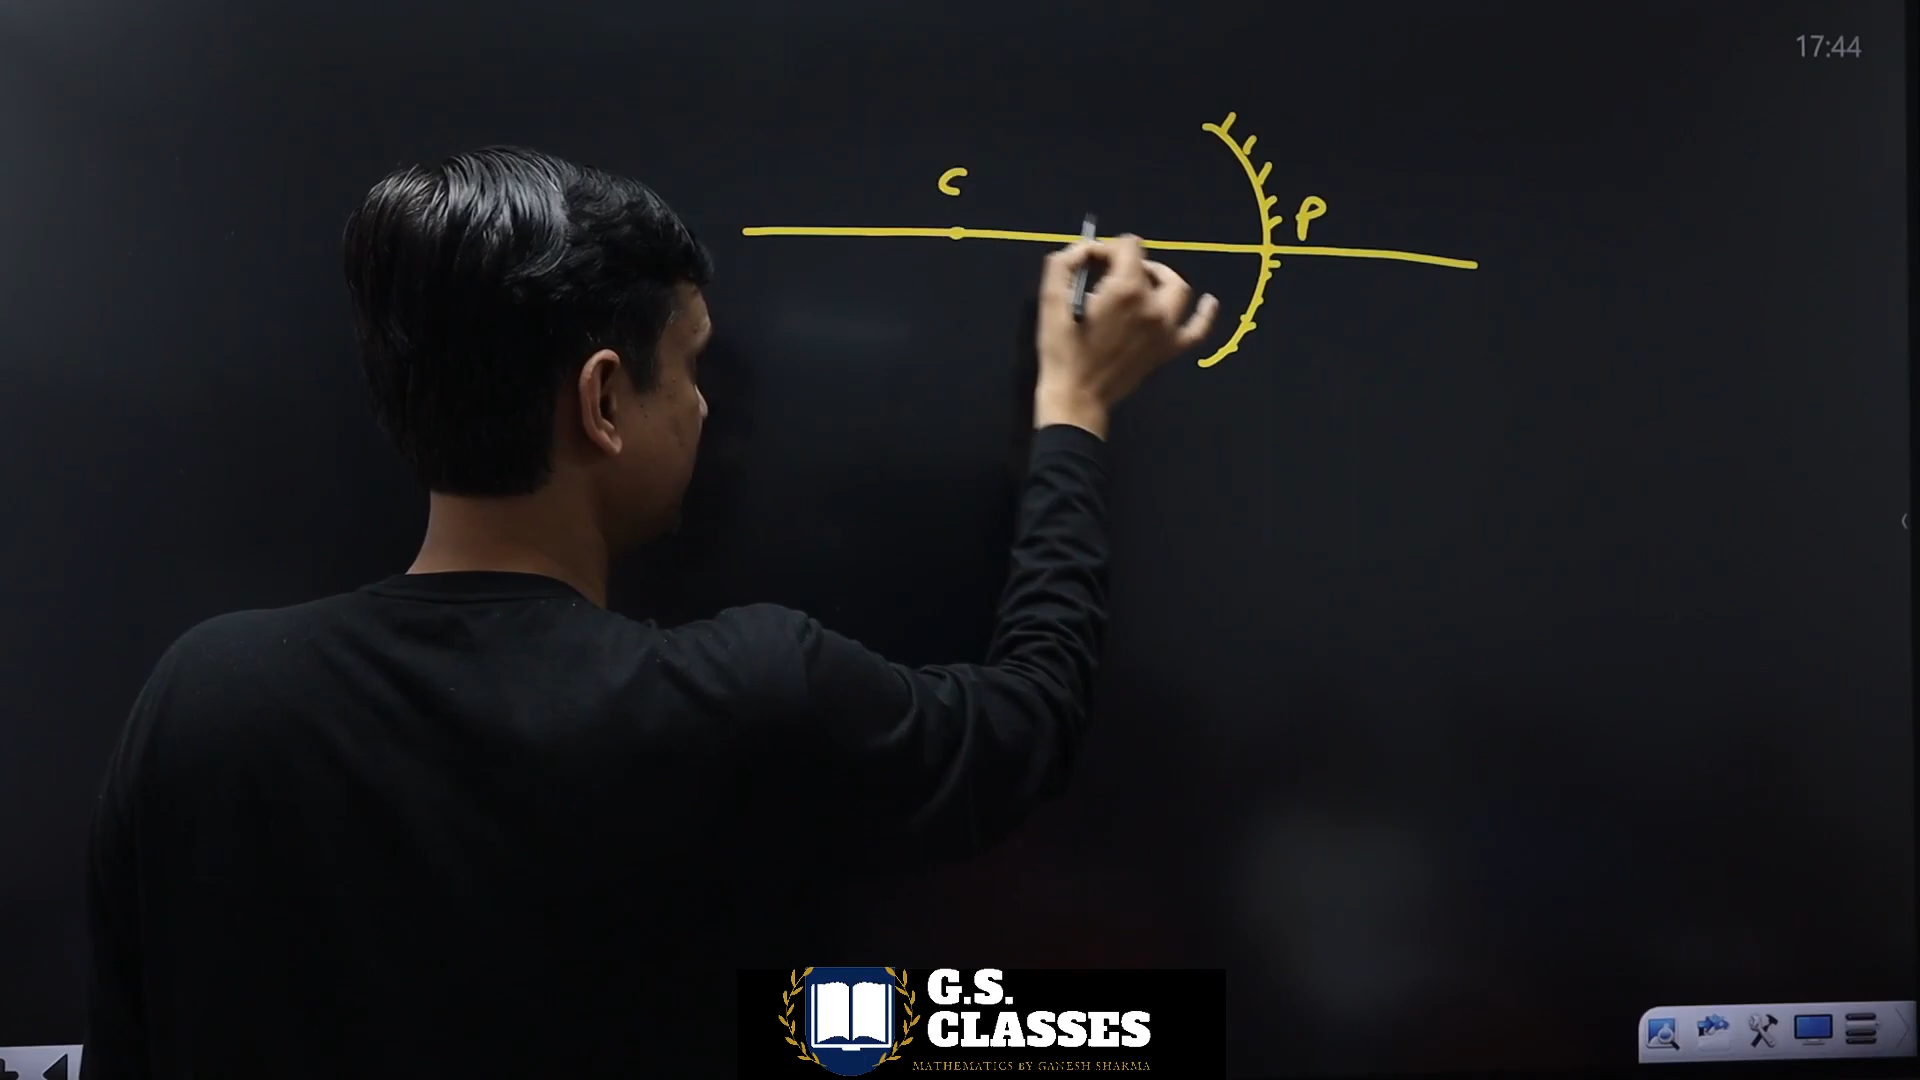 17:44
C
P
G.S.
CLASSES
MATHEMATICS BY GANESH SHARMA